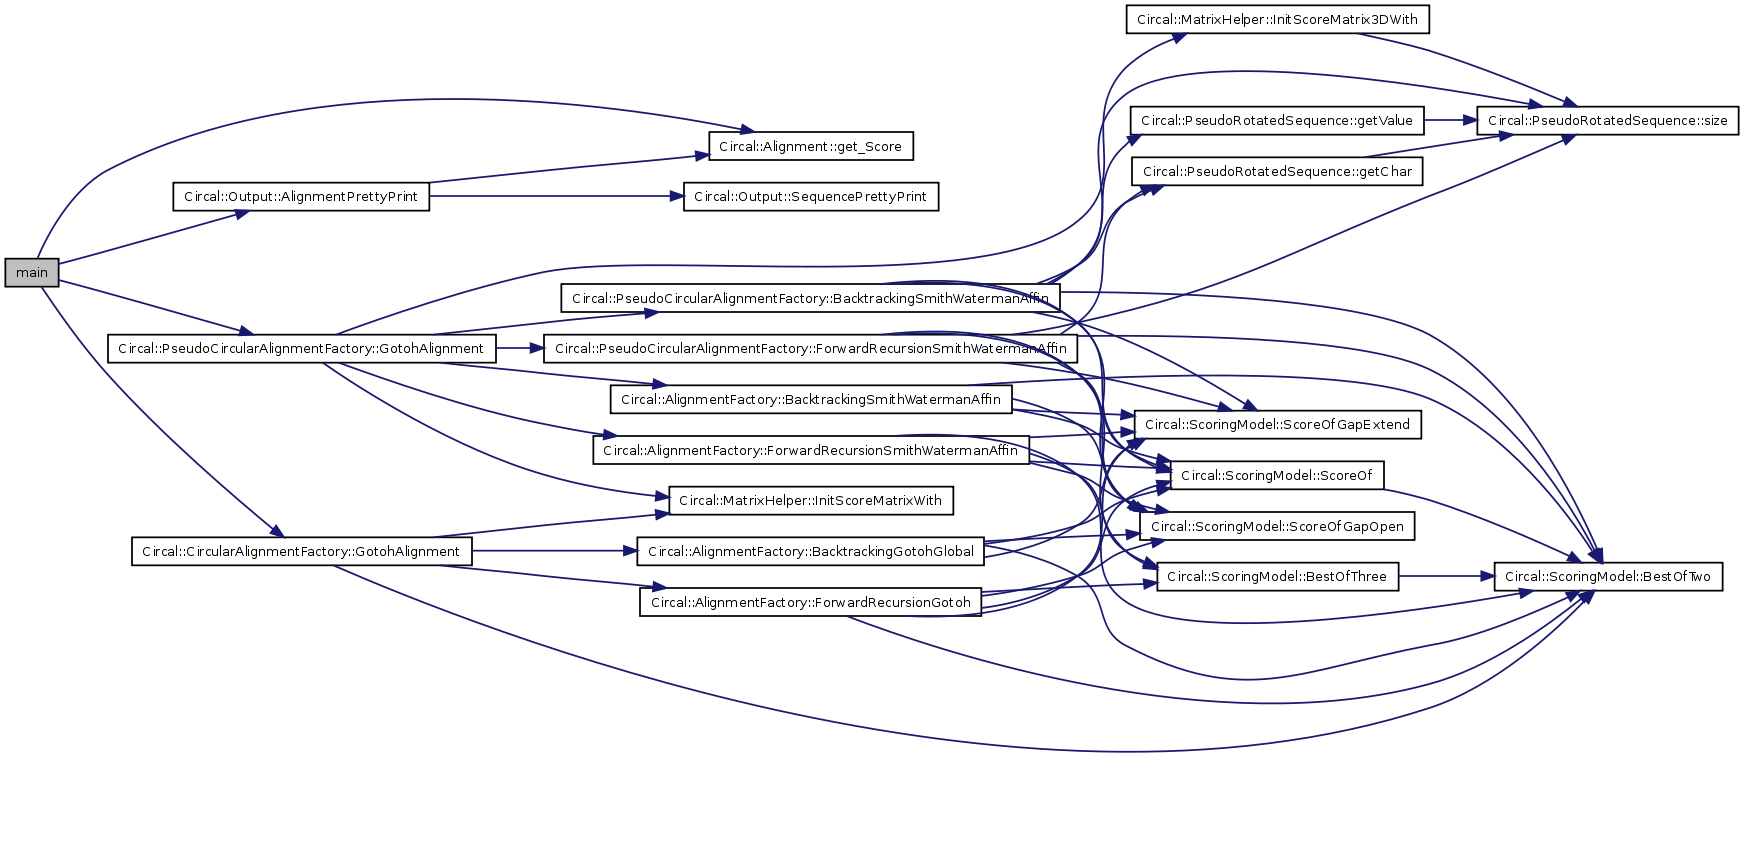 Circal::MatrixHelper::InitScoreMatrix3DWith
Circal::PseudoRotatedSequence::getValue
Circal::PseudoRotatedSequence::size
Circal::Alignment::get_Score
Circal::PseudoRotatedSequence::getChar
Circal::Output::AlignmentPrettyPrint
Circal::Output::SequencePrettyPrint
main
Circal::PseudoCircularAlignmentFactory::BacktrackingSmithWatermanAffin
Circal::PseudoCircularAlignmentFactory::GotohAlignment
Circal::PseudoCircularAlignmentFactory::ForwardRecursionSmithWatermanAffin
Circal::AlignmentFactory::BacktrackingSmithWatermanAffin
Circal::ScoringModel::ScoreOfGapExtend
Circal::AlignmentFactory::ForwardRecursionSmithWatermanAffin
Circal::ScoringModel::ScoreOf
Circal::MatrixHelper::InitScoreMatrixWith
Circal::ScoringModel::ScoreOfGapOpen
Circal::CircularAlignmentFactory::GotohAlignment
Circal::AlignmentFactory::BacktrackingGotohGlobal
Circal::ScoringModel::BestOfThree
Circal::ScoringModel::BestOfTwo
Circal::AlignmentFactory::ForwardRecursionGotoh